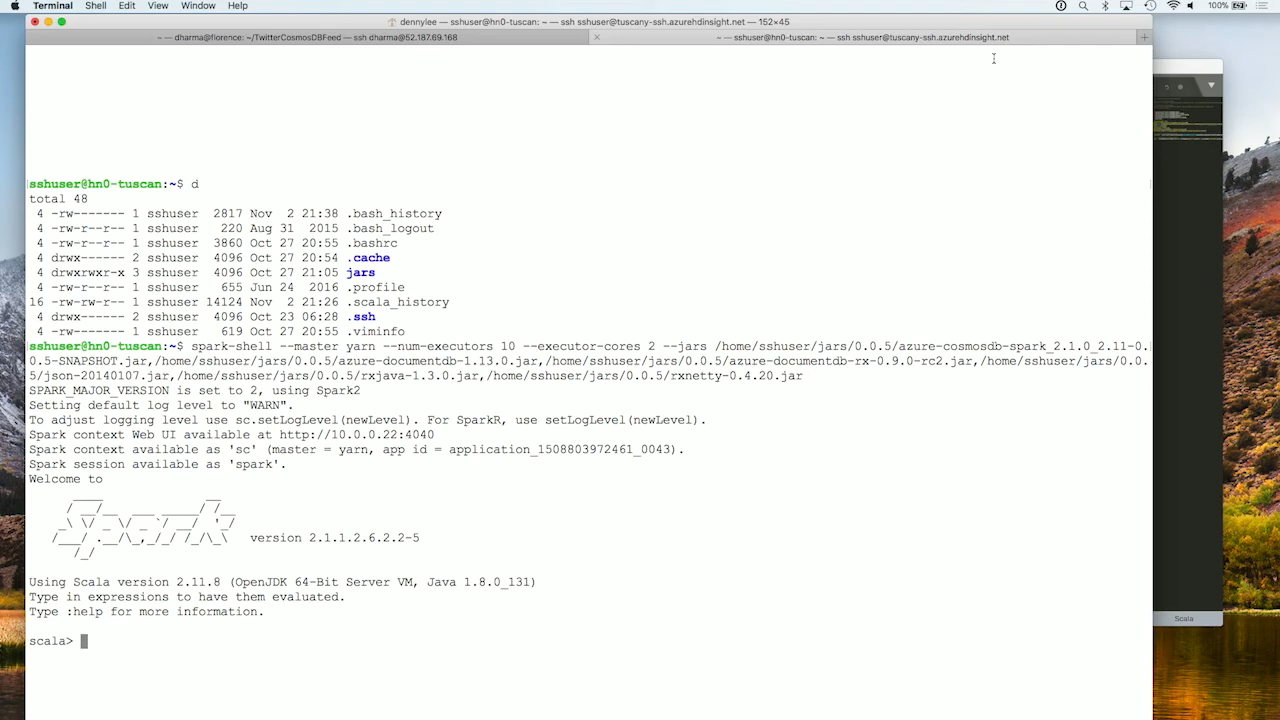 Terminal Shell Edit View Window Help 100%
dennylee — sshuser@hn0-tuscan: ~ — ssh sshuser@tuscany-ssh.azurehdinsight.net — 152×45
~ — dharma@florence: ~/TwitterCosmosDBFeed — ssh dharma@52.187.69.168
~ — sshuser@hn0-tuscan: ~ — ssh sshuser@tuscany-ssh.azurehdinsight.net
sshuser@hn0-tuscan:~$ d
total 48
4 -rw------- 1 sshuser 2817 Nov 2 21:38 .bash_history
4 -rw-r--r-- 1 sshuser 220 Aug 31 2015 .bash_logout
4 -rw-r--r-- 1 sshuser 3860 Oct 27 20:55 .bashrc
4 drwx------ 2 sshuser 4096 Oct 27 20:54 .cache
4 drwxrwxr-x 3 sshuser 4096 Oct 27 21:05 jars
4 -rw-r--r-- 1 sshuser 655 Jun 24 2016 .profile
16 -rw-rw-r-- 1 sshuser 14124 Nov 2 21:26 .scala_history
4 drwx------ 2 sshuser 4096 Oct 23 06:28 .ssh
4 -rw------- 1 sshuser 619 Oct 27 20:55 .viminfo
sshuser@hn0-tuscan:~$ spark-shell --master yarn --num-executors 10 --executor-cores 2 --jars /home/sshuser/jars/0.0.5/azure-cosmosdb-spark_2.1.0_2.11-0.
0.5-SNAPSHOT.jar,/home/sshuser/jars/0.0.5/azure-documentdb-1.13.0.jar,/home/sshuser/jars/0.0.5/azure-documentdb-rx-0.9.0-rc2.jar,/home/sshuser/jars/0.0.
5/json-20140107.jar,/home/sshuser/jars/0.0.5/rxjava-1.3.0.jar,/home/sshuser/jars/0.0.5/rxnetty-0.4.20.jar
SPARK_MAJOR_VERSION is set to 2, using Spark2
Setting default log level to "WARN".
To adjust logging level use sc.setLogLevel(newLevel). For SparkR, use setLogLevel(newLevel).
Spark context Web UI available at http://10.0.0.22:4040
Spark context available as 'sc' (master = yarn, app id = application_1508803972461_0043).
Spark session available as 'spark'.
Welcome to
version 2.1.1.2.6.2.2-5
Using Scala version 2.11.8 (OpenJDK 64-Bit Server VM, Java 1.8.0_131)
Type in expressions to have them evaluated.
Type :help for more information.
scala>
Scala